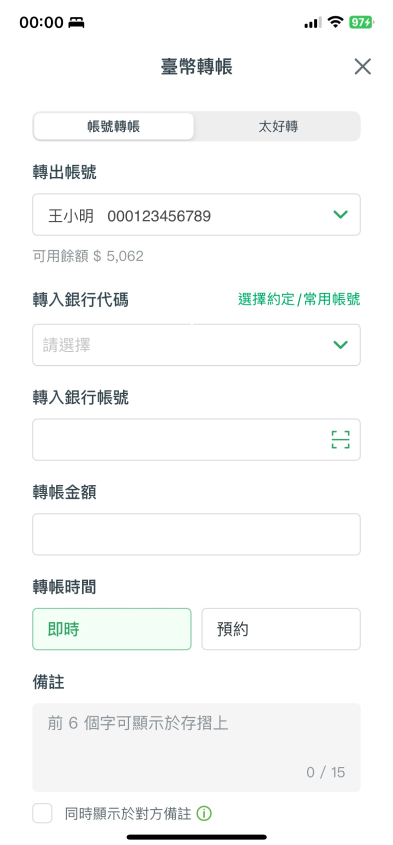 00:00 97
臺幣轉帳
帳號轉帳 太好轉
轉出帳號
王小明 000123456789
可用餘額 $ 5,062
轉入銀行代碼 選擇約定/常用帳號
請選擇
轉入銀行帳號
轉帳金額
轉帳時間
即時 預約
備註
前 6 個字可顯示於存摺上
0 / 15
同時顯示於對方備註